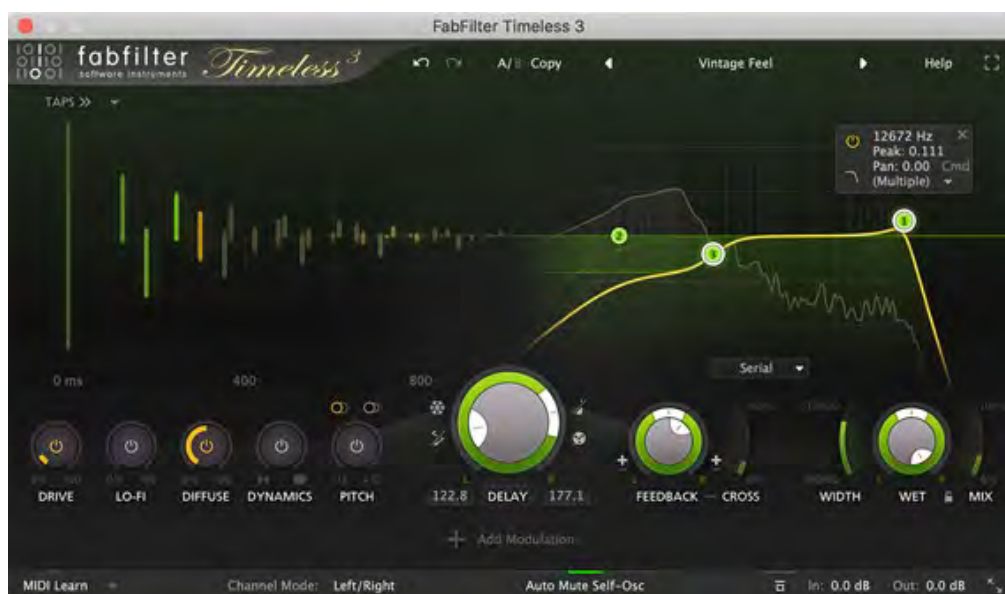 FabFilter Timeless 3
fabfilter
software instruments
Timeless 3
A/B Copy
Vintage Feel
Help
TAPS >>
12672 Hz
Peak: 0.111
Pan: 0.00 Cmd
(Multiple)
2
3
1
Serial
0 ms 400 800
DRIVE LO-FI DIFFUSE DYNAMICS PITCH 122.8 DELAY 177.1 FEEDBACK CROSS WIDTH WET MIX
L R L R L R
+ Add Modulation
MIDI Learn Channel Mode: Left/Right Auto Mute Self-Osc In: 0.0 dB Out: 0.0 dB